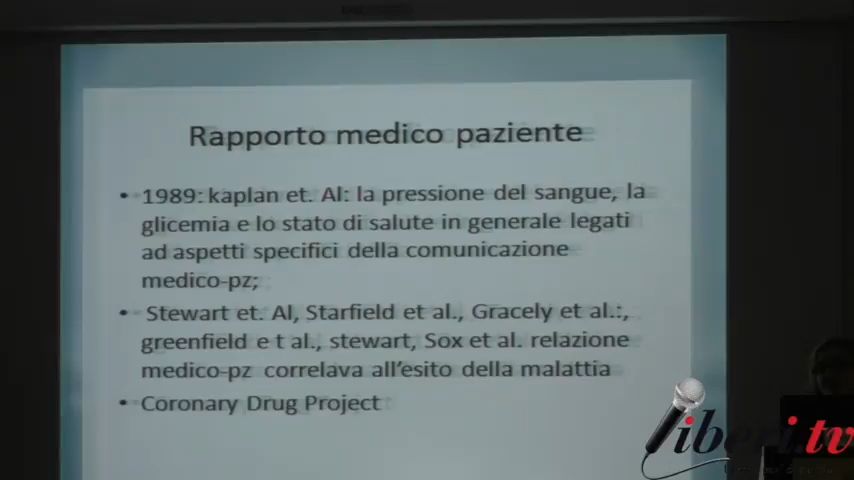 Rapporto medico paziente
• 1989: kaplan et. Al: la pressione del sangue, la
glicemia e lo stato di salute in generale legati
ad aspetti specifici della comunicazione
medico-pz;
• Stewart et. Al, Starfield et al., Gracely et al.:,
greenfield e t al., stewart, Sox et al. relazione
medico-pz correlava all'esito della malattia
• Coronary Drug Project
liberi.tv